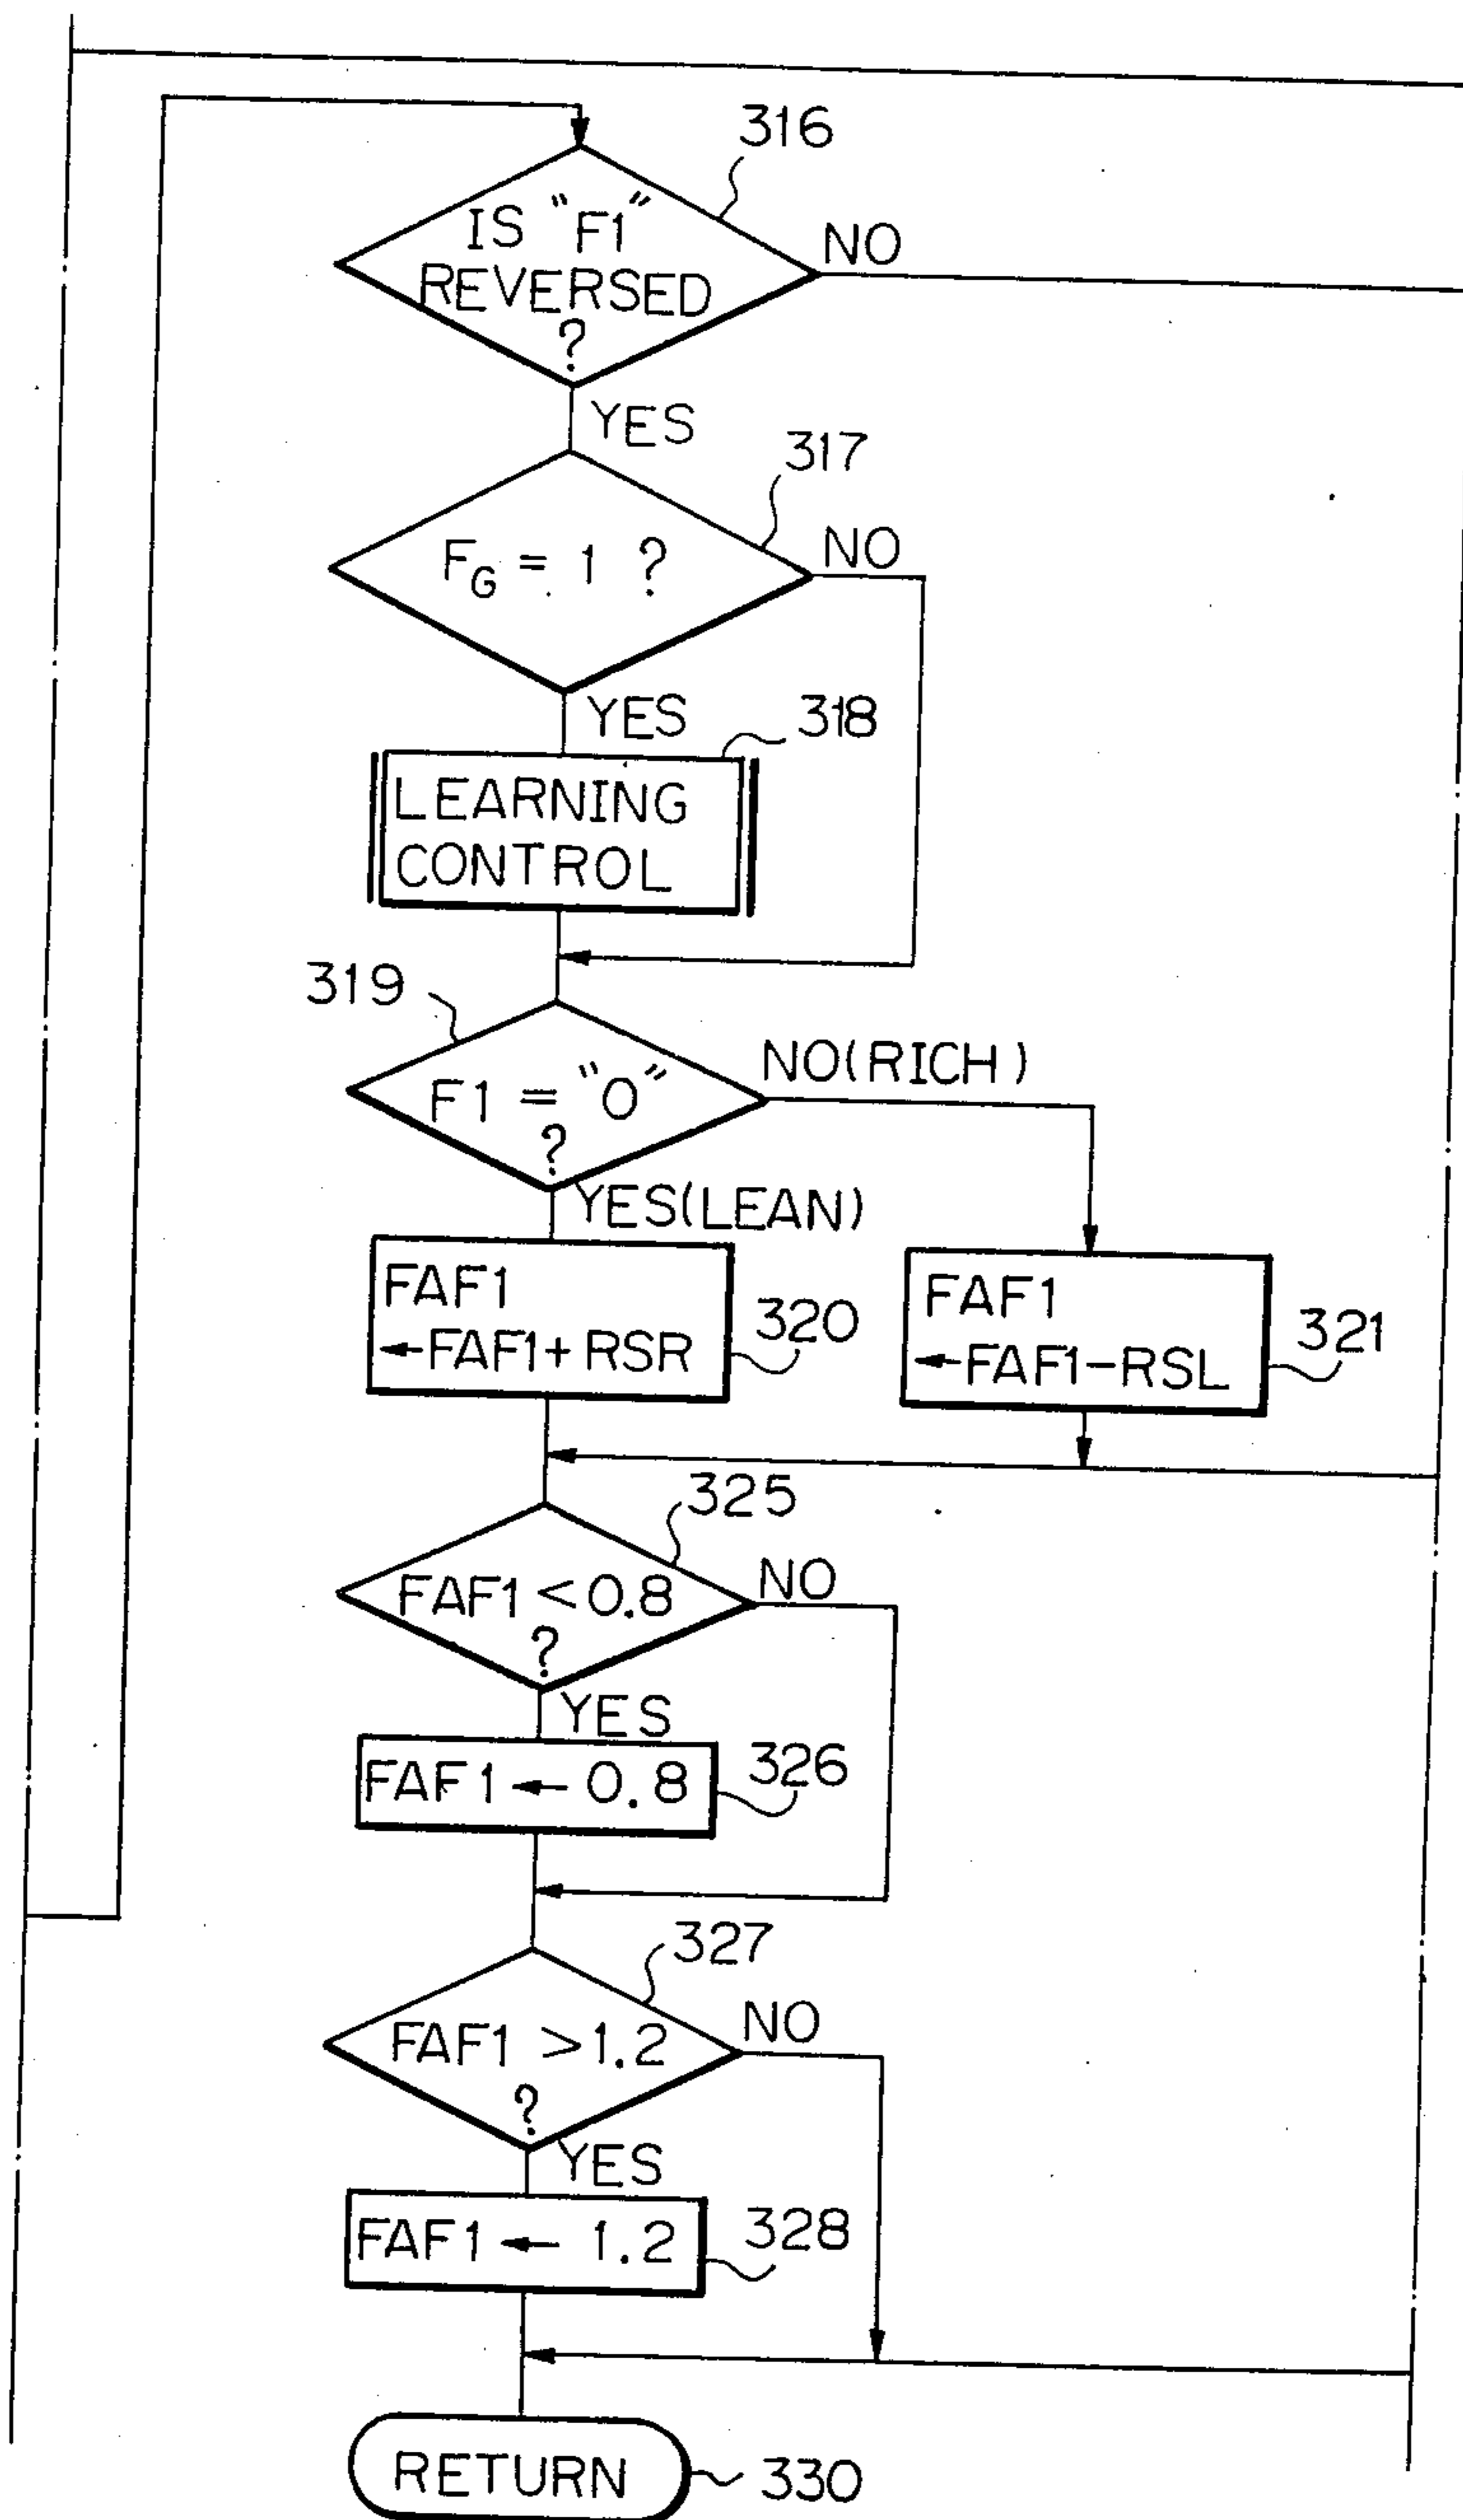 316
IS "F1"
REVERSED
?
NO
YES
317
FG = 1 ?
NO
YES
318
LEARNING
CONTROL
319
F1 = "0"
?
NO(RICH)
YES(LEAN)
FAF1
←FAF1+RSR
320
FAF1
←FAF1-RSL
321
325
FAF1 <0.8
?
NO
YES
FAF1 ← 0.8
326
327
FAF1 >1.2
?
NO
YES
FAF1 ← 1.2
328
RETURN
330